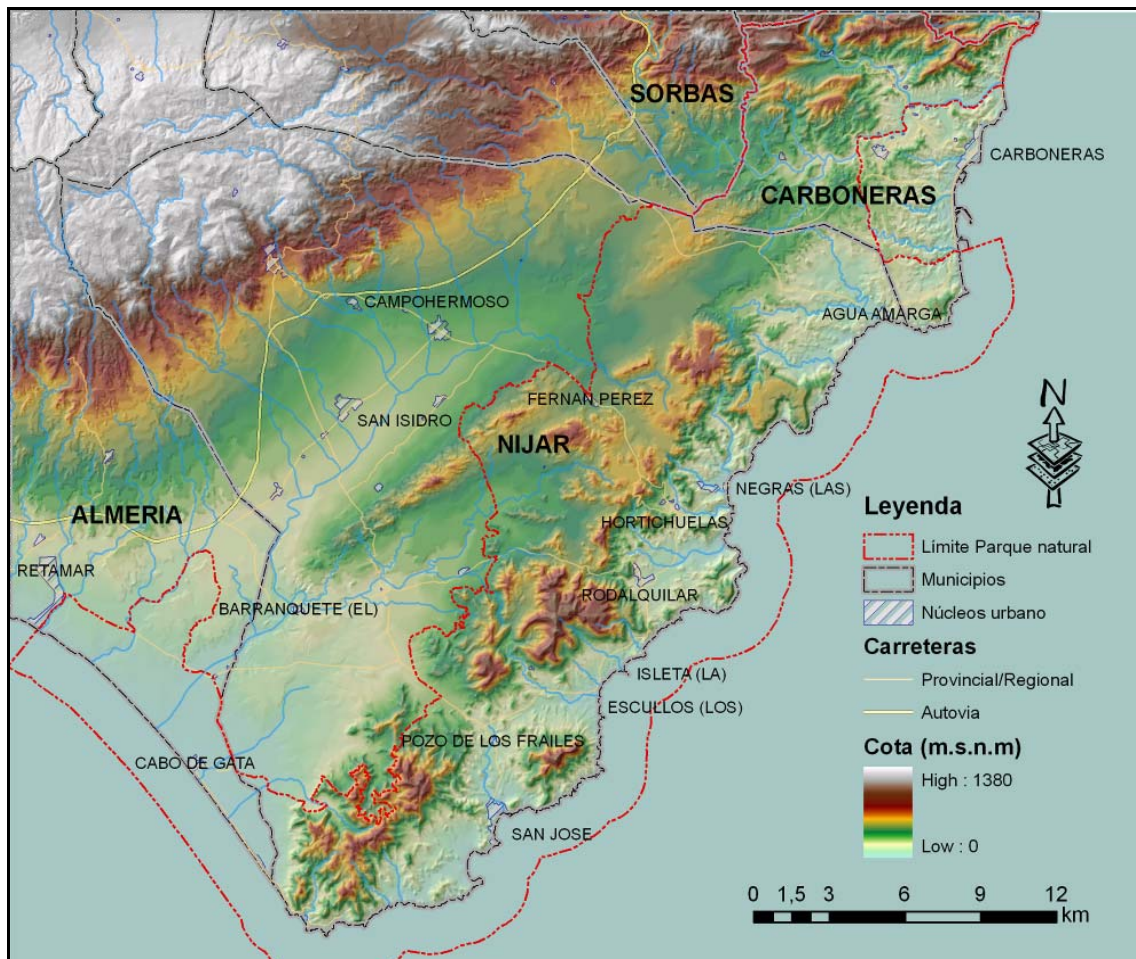 SORBAS
CARBONERAS
CARBONERAS
CAMPOHERMOSO
AGUA AMARGA
FERNAN PEREZ
SAN ISIDRO
NIJAR
NEGRAS (LAS)
ALMERIA
HORTICHUELAS
RETAMAR
RODALQUILAR
BARRANQUETE (EL)
ISLETA (LA)
ESCULLOS (LOS)
POZO DE LOS FRAILES
CABO DE GATA
SAN JOSE
N
Leyenda
Límite Parque natural
Municipios
Núcleos urbano
Carreteras
Provincial/Regional
Autovia
Cota (m.s.n.m)
High : 1380
Low : 0
0 1,5 3 6 9 12
km